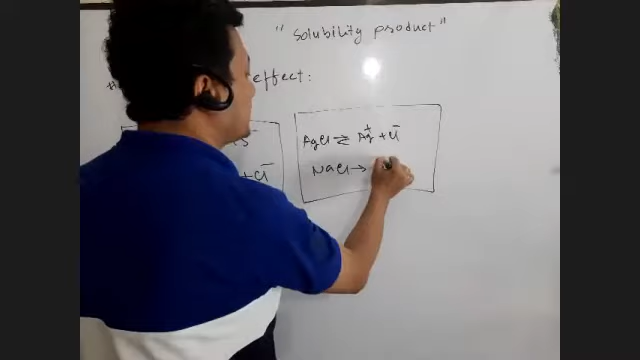 "Solubility product"
effect:
AgCl ⇌ Ag⁺ + Cl⁻
+ Cl⁻
NaCl →